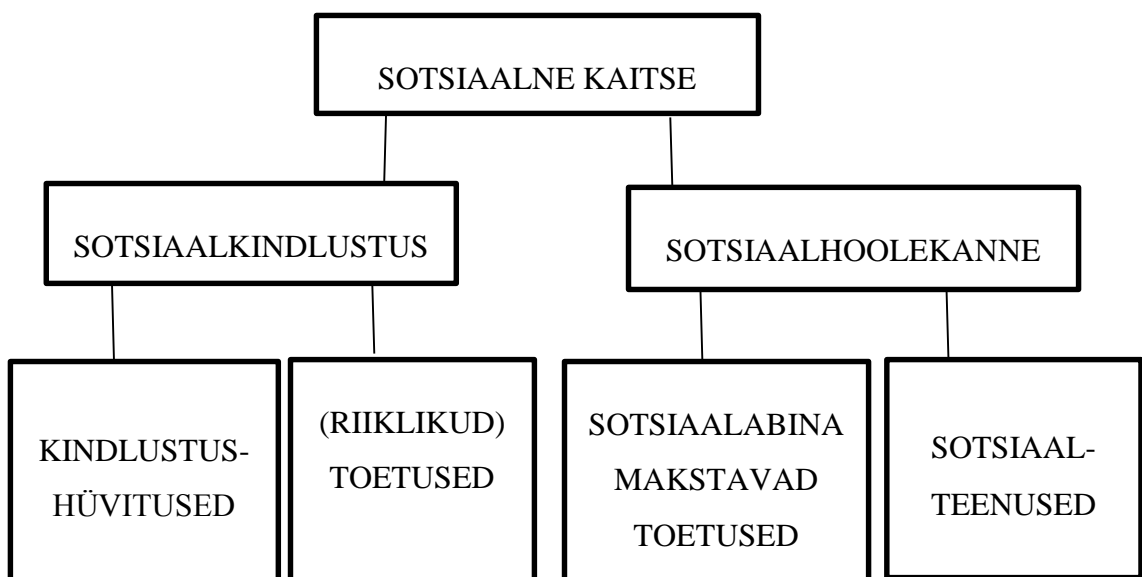 SOTSIAALNE KAITSE
SOTSIAALKINDLUSTUS
SOTSIAALHOOLEKANNE
KINDLUSTUS-
HÜVITUSED
(RIIKLIKUD)
TOETUSED
SOTSIAALABINA
MAKSTAVAD
TOETUSED
SOTSIAAL-
TEENUSED